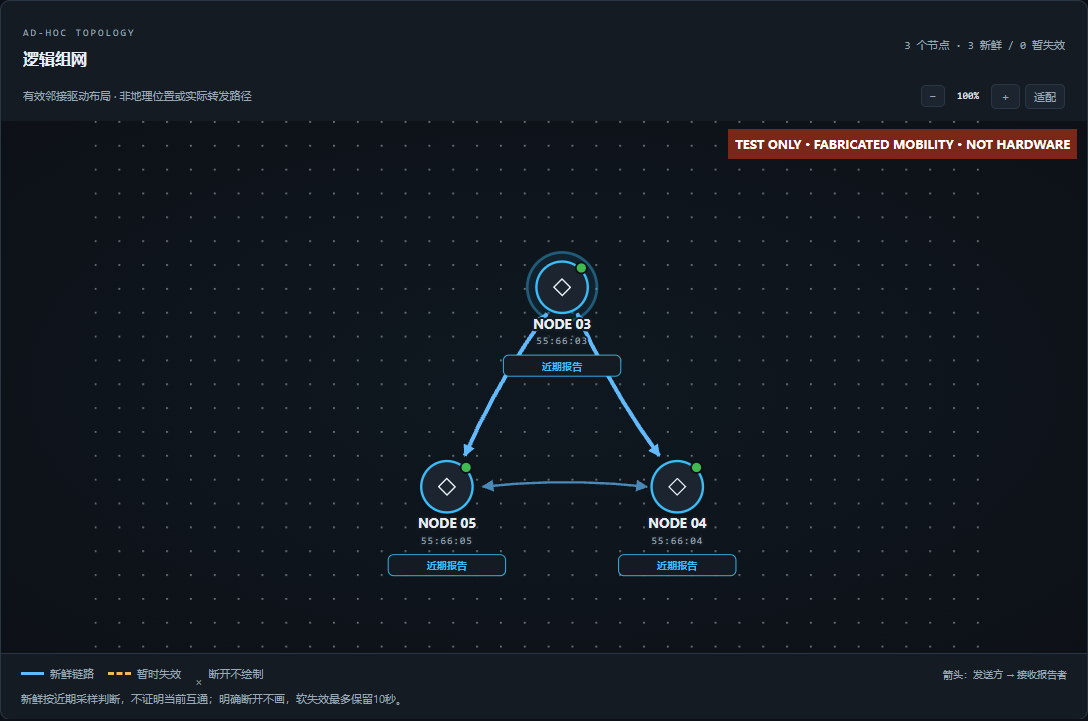 AD-HOC TOPOLOGY
逻辑组网
3 个节点 · 3 新鲜 / 0 暂失效
有效邻接驱动布局 · 非地理位置或实际转发路径
− 100% + 适配
TEST ONLY • FABRICATED MOBILITY • NOT HARDWARE
NODE 03
55:66:03
近期报告
NODE 05
55:66:05
近期报告
NODE 04
55:66:04
近期报告
新鲜链路 暂时失效 × 断开不绘制
箭头：发送方 → 接收报告者
新鲜按近期采样判断，不证明当前互通；明确断开不画，软失效最多保留10秒。